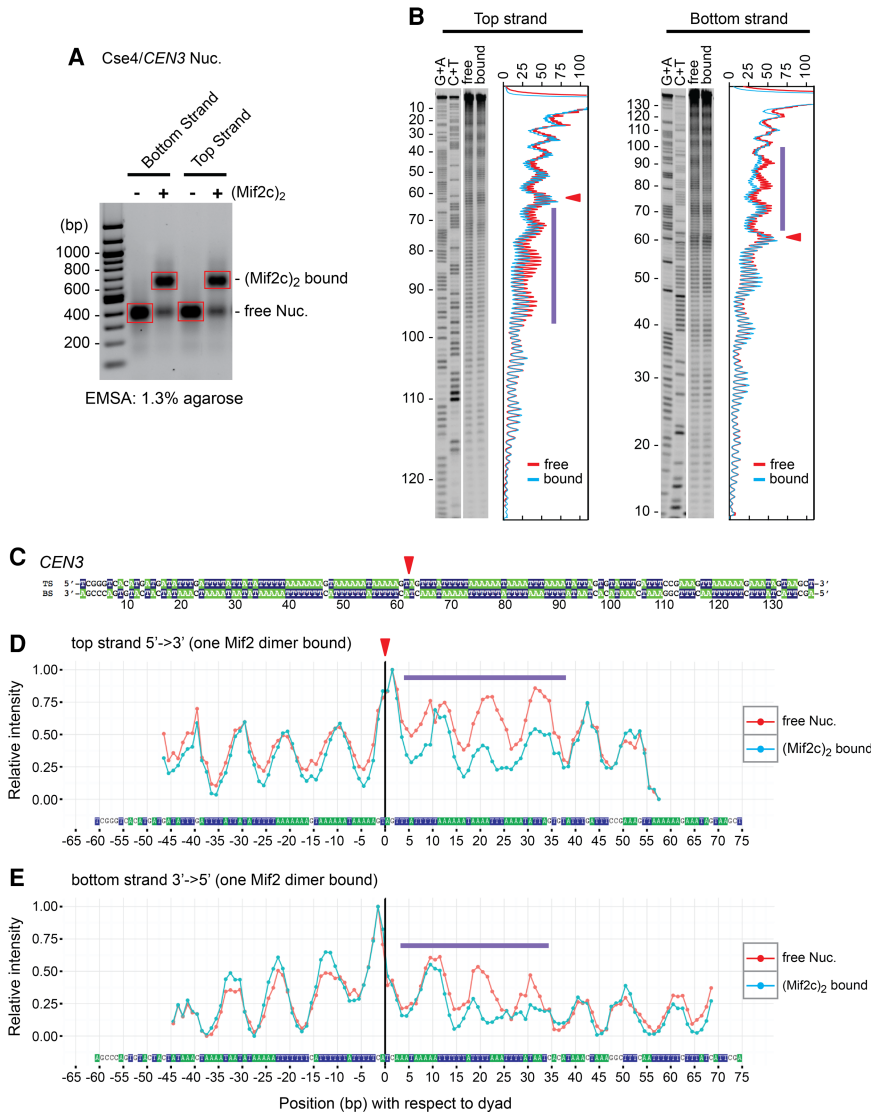 A
Cse4/CEN3 Nuc.
Bottom Strand
Top Strand
- + - + (Mif2c)2
(bp)
1000
800
600
400
200
- (Mif2c)2 bound
- free Nuc.
EMSA: 1.3% agarose
B
Top strand
G+A
C+T
free
bound
0 25 50 75 100
10
20
30
40
50
60
70
80
90
100
110
120
free
bound
Bottom strand
G+A
C+T
free
bound
0 25 50 75 100
130
120
110
100
90
80
70
60
50
40
30
20
10
free
bound
C
CEN3
TS 5′
3′
BS 3′
5′
10 20 30 40 50 60 70 80 90 100 110 120 130
D
top strand 5'->3' (one Mif2 dimer bound)
Relative intensity
1.00
0.75
0.50
0.25
0.00
free Nuc.
(Mif2c)2 bound
-65 -60 -55 -50 -45 -40 -35 -30 -25 -20 -15 -10 -5 0 5 10 15 20 25 30 35 40 45 50 55 60 65 70 75
E
bottom strand 3'->5' (one Mif2 dimer bound)
Relative intensity
1.00
0.75
0.50
0.25
0.00
free Nuc.
(Mif2c)2 bound
-65 -60 -55 -50 -45 -40 -35 -30 -25 -20 -15 -10 -5 0 5 10 15 20 25 30 35 40 45 50 55 60 65 70 75
Position (bp) with respect to dyad